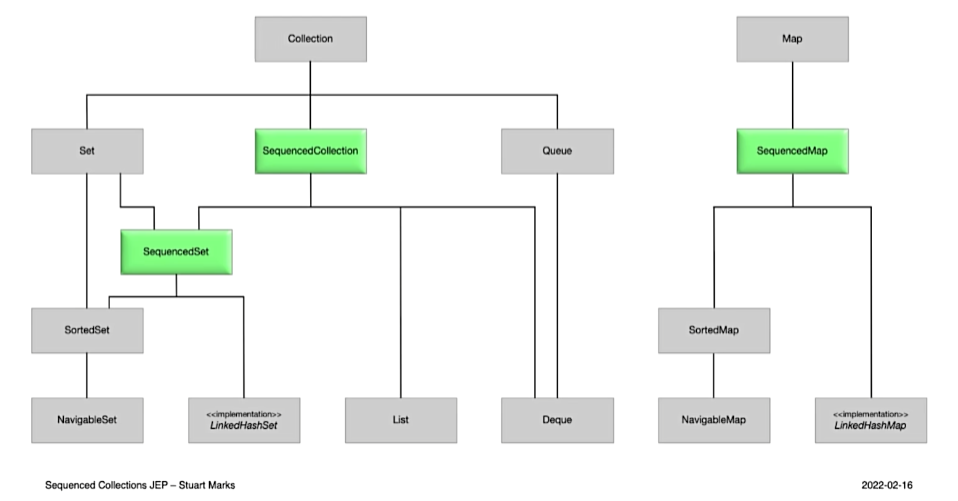 Collection
Map
Set
SequencedCollection
Queue
SequencedMap
SequencedSet
SortedSet
SortedMap
NavigableSet
<<implementation>>
LinkedHashSet
List
Deque
NavigableMap
<<implementation>>
LinkedHashMap
Sequenced Collections JEP – Stuart Marks
2022-02-16